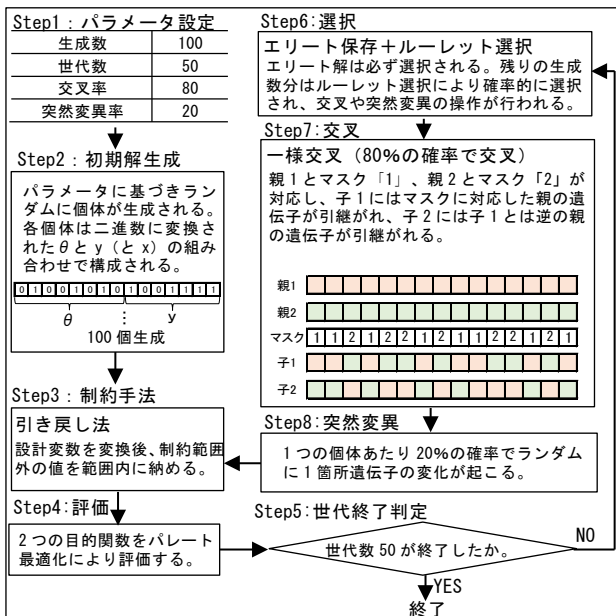 Step1：パラメータ設定
生成数 100
世代数 50
交叉率 80
突然変異率 20
Step2：初期解生成
パラメータに基づきラン
ダムに個体が生成される。
各個体は二進数に変換さ
れたθとy（とx）の組み
合わせで構成される。
0 1 0 0 1 0 1 0 1 0 0 1 1 1 1
θ ⋮ y
100個生成
Step3：制約手法
引き戻し法
設計変数を変換後、制約範囲
外の値を範囲内に納める。
Step4:評価
2つの目的関数をパレート
最適化により評価する。
Step5:世代終了判定
世代数50が終了したか。
NO
YES
終了
Step6:選択
エリート保存＋ルーレット選択
エリート解は必ず選択される。残りの生成
数分はルーレット選択により確率的に選択
され、交叉や突然変異の操作が行われる。
Step7:交叉
一様交叉（80%の確率で交叉）
親1とマスク「1」、親2とマスク「2」が
対応し、子1にはマスクに対応した親の遺
伝子が引継がれ、子2には子1とは逆の親
の遺伝子が引継がれる。
親1
親2
マスク 1 1 2 1 2 2 1 2 1 1 2 2 1 2 1
子1
子2
Step8:突然変異
1つの個体あたり20%の確率でランダム
に1箇所遺伝子の変化が起こる。